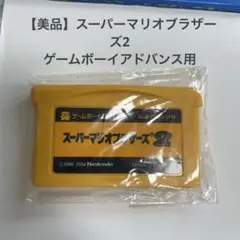 【美品】スーパーマリオブラザー
ズ2
ゲームボーイアドバンス用
スーパーマリオブラザーズ2